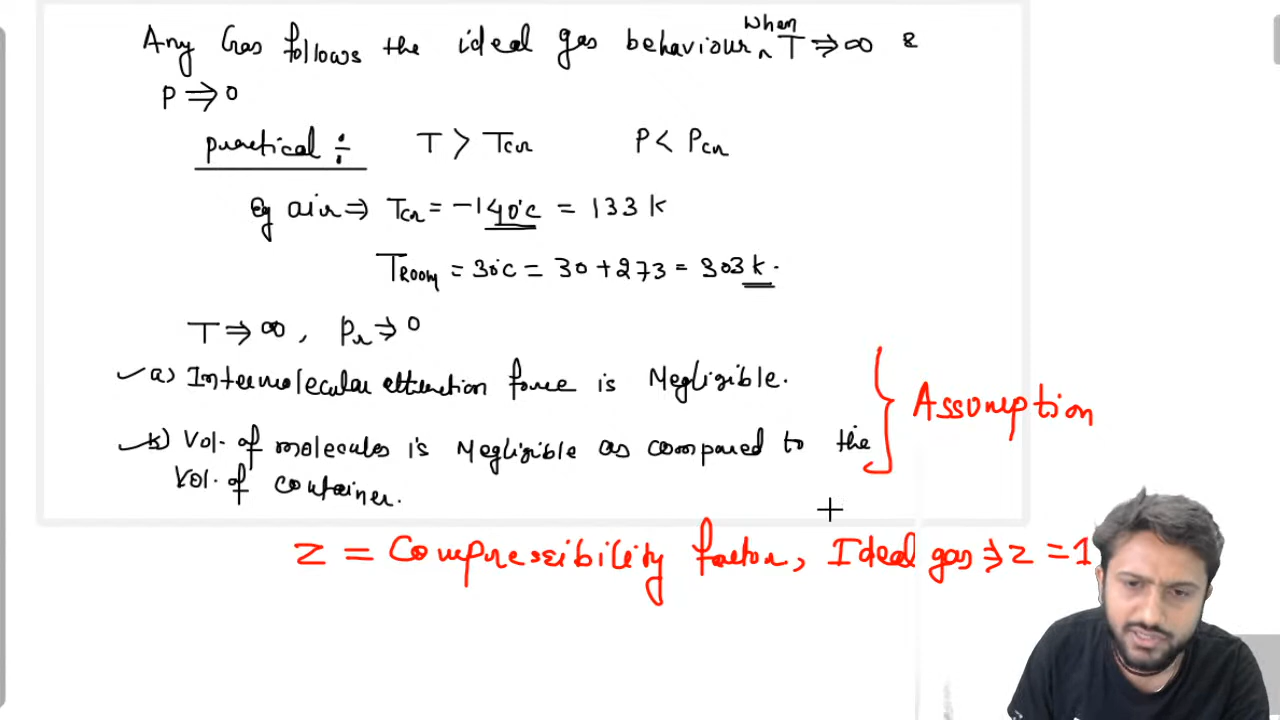 Any Gas follows the ideal gas behaviour when T ⇒ ∞ &
P ⇒ 0
practical ÷ T > Tcr P < Pcr
Eg air ⇒ Tcr = -140°C = 133 K
TRoom = 30°C = 30 + 273 = 303 K.
T ⇒ ∞, Pr ⇒ 0
✓ a) Intermolecular attraction force is Negligible.
✓ b) Vol. of molecules is Negligible as compared to the
Vol. of container.
} Assumption
Z = Compressibility factor, Ideal gas ⇒ Z = 1